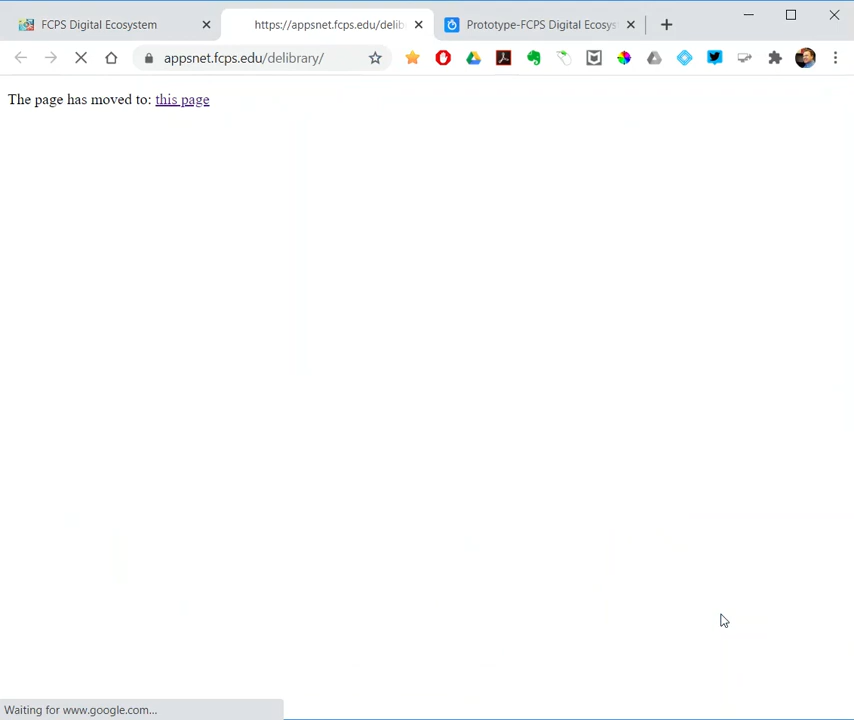 FCPS Digital Ecosystem
https://appsnet.fcps.edu/delib
Prototype-FCPS Digital Ecosys
appsnet.fcps.edu/delibrary/
The page has moved to: this page
Waiting for www.google.com...